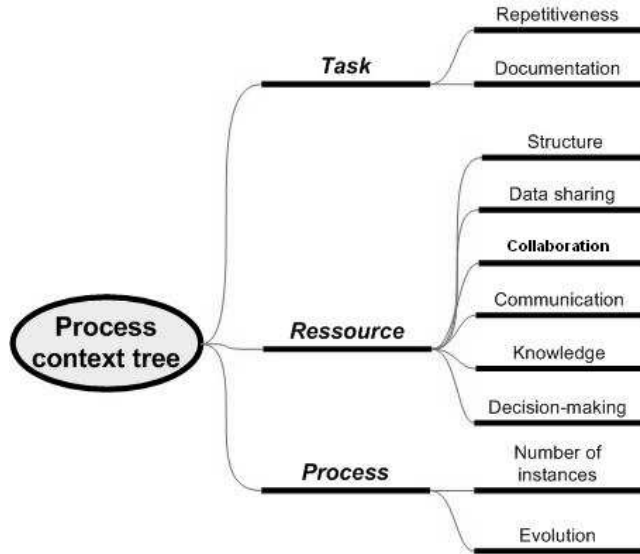 Process
context tree
Task
Repetitiveness
Documentation
Ressource
Structure
Data sharing
Collaboration
Communication
Knowledge
Decision-making
Process
Number of
instances
Evolution